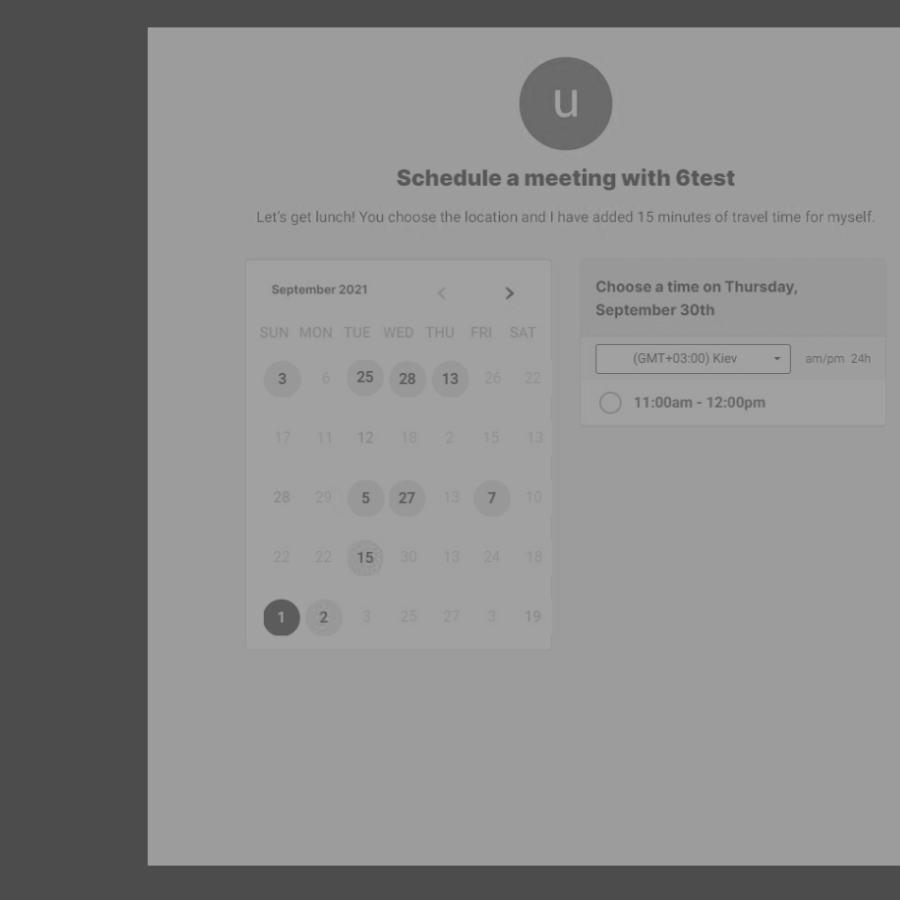 u
Schedule a meeting with 6test
Let's get lunch! You choose the location and I have added 15 minutes of travel time for myself.
September 2021
SUN MON TUE WED THU FRI SAT
3 6 25 28 13 26 22
17 11 12 18 2 15 13
28 29 5 27 13 7 10
22 22 15 30 13 24 18
1 2 3 25 27 3 19
Choose a time on Thursday,
September 30th
(GMT+03:00) Kiev am/pm 24h
11:00am - 12:00pm